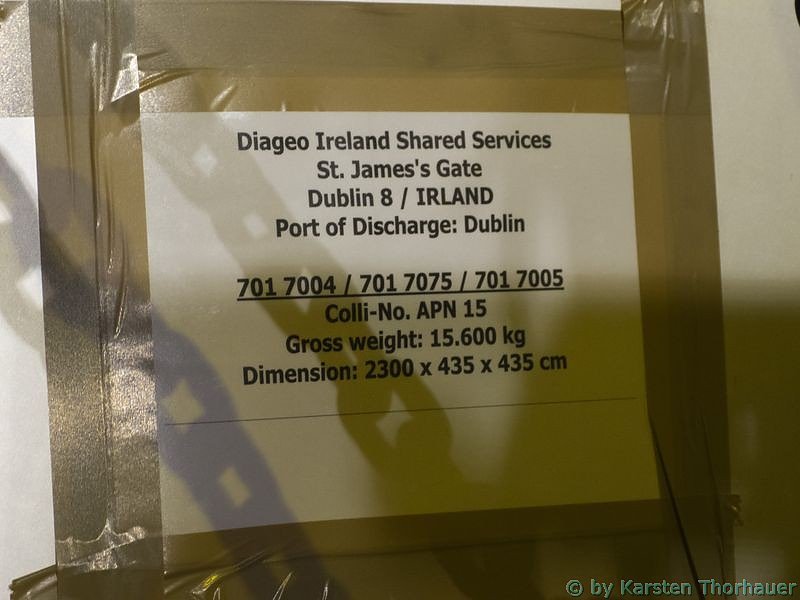 Diageo Ireland Shared Services
St. James's Gate
Dublin 8 / IRLAND
Port of Discharge: Dublin
701 7004 / 701 7075 / 701 7005
Colli-No. APN 15
Gross weight: 15.600 kg
Dimension: 2300 x 435 x 435 cm
© by Karsten Thorhauer